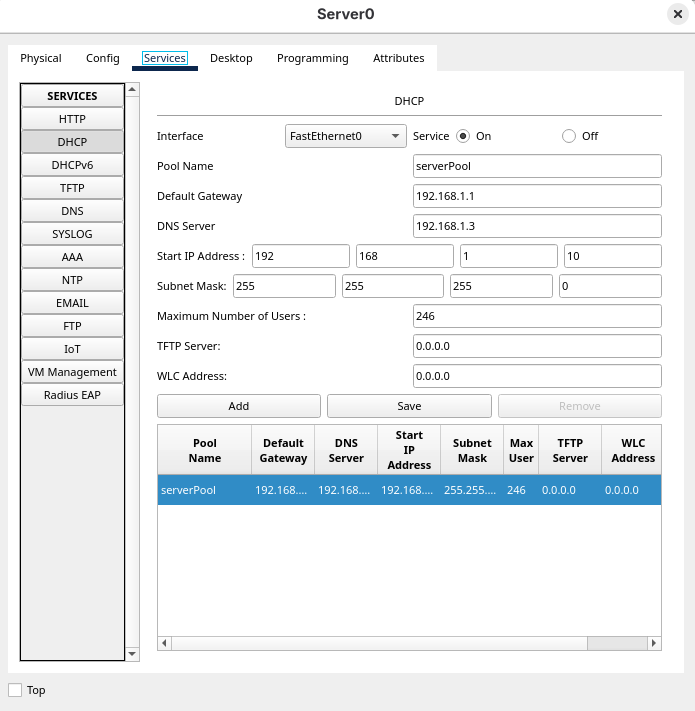 Server0
Physical Config Services Desktop Programming Attributes
SERVICES
HTTP
DHCP
DHCPv6
TFTP
DNS
SYSLOG
AAA
NTP
EMAIL
FTP
IoT
VM Management
Radius EAP
DHCP
Interface FastEthernet0 Service On Off
Pool Name serverPool
Default Gateway 192.168.1.1
DNS Server 192.168.1.3
Start IP Address : 192 168 1 10
Subnet Mask: 255 255 255 0
Maximum Number of Users : 246
TFTP Server: 0.0.0.0
WLC Address: 0.0.0.0
Add Save Remove
Pool Name Default Gateway DNS Server Start IP Address Subnet Mask Max User TFTP Server WLC Address
serverPool 192.168.... 192.168.... 192.168.... 255.255.... 246 0.0.0.0 0.0.0.0
Top